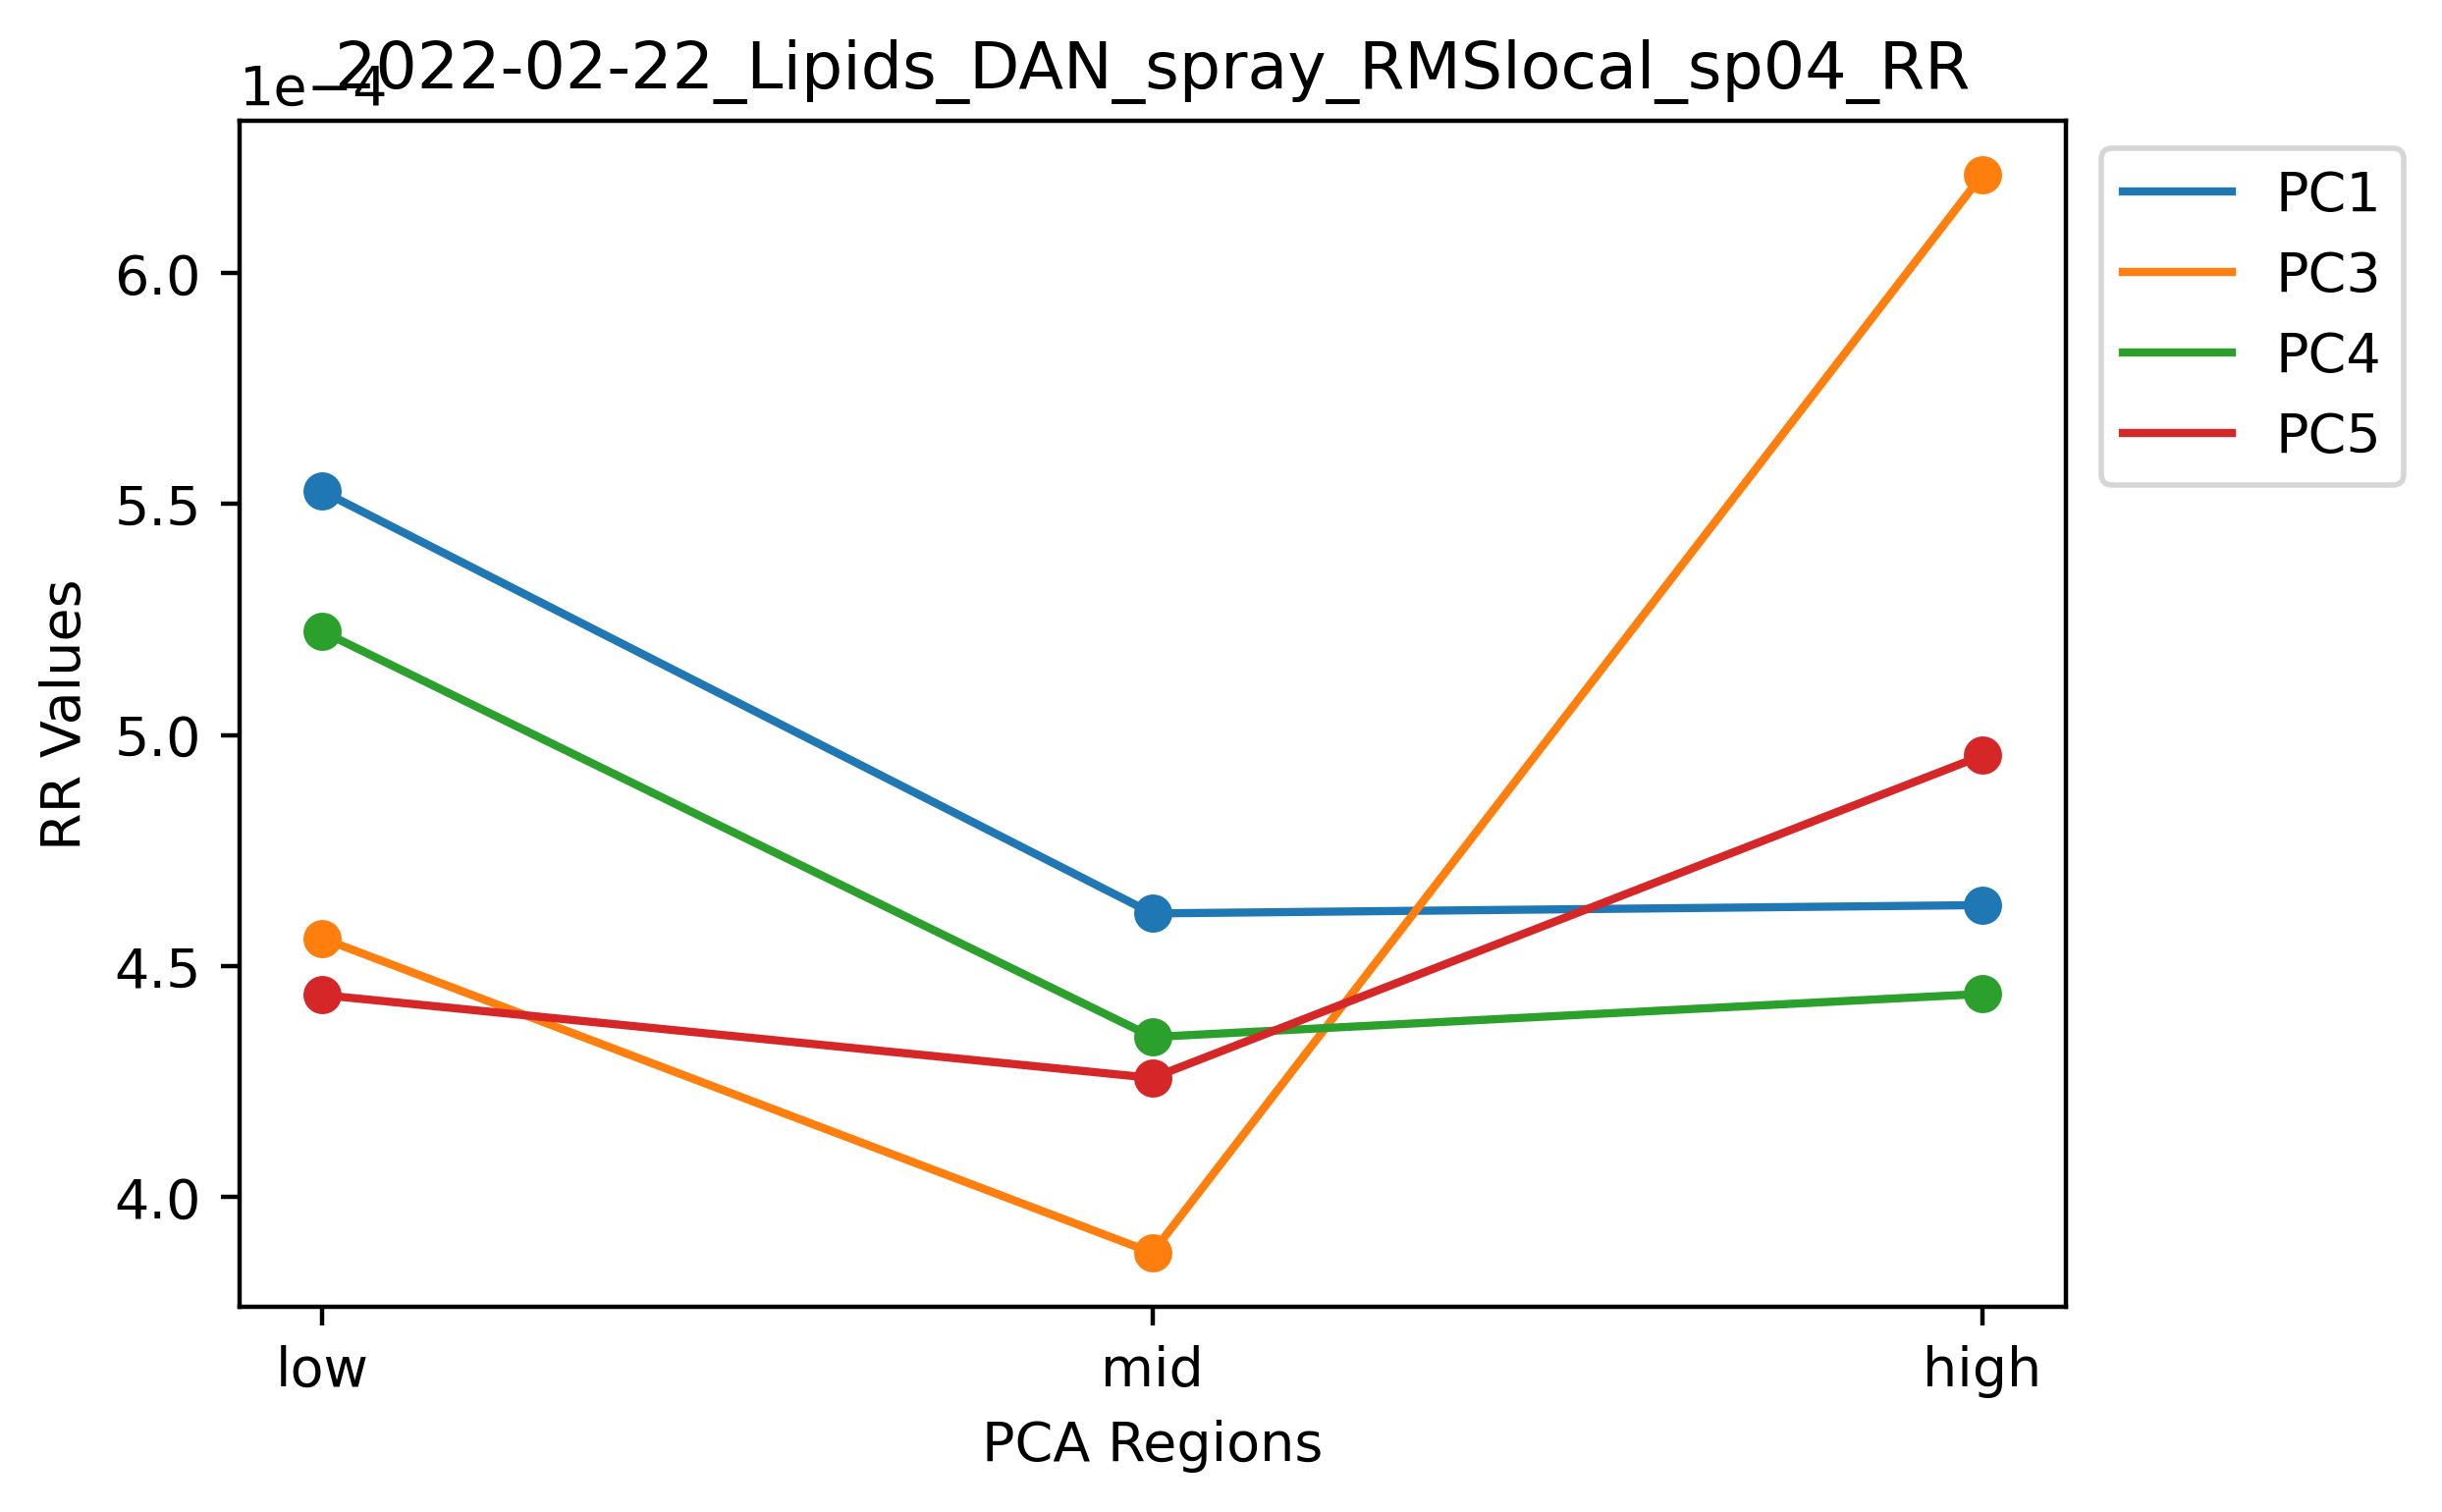 2022-02-22_Lipids_DAN_spray_RMSlocal_sp04_RR
1e−4
PC1
PC3
PC4
PC5
6.0
5.5
5.0
4.5
4.0
RR Values
low mid high
PCA Regions